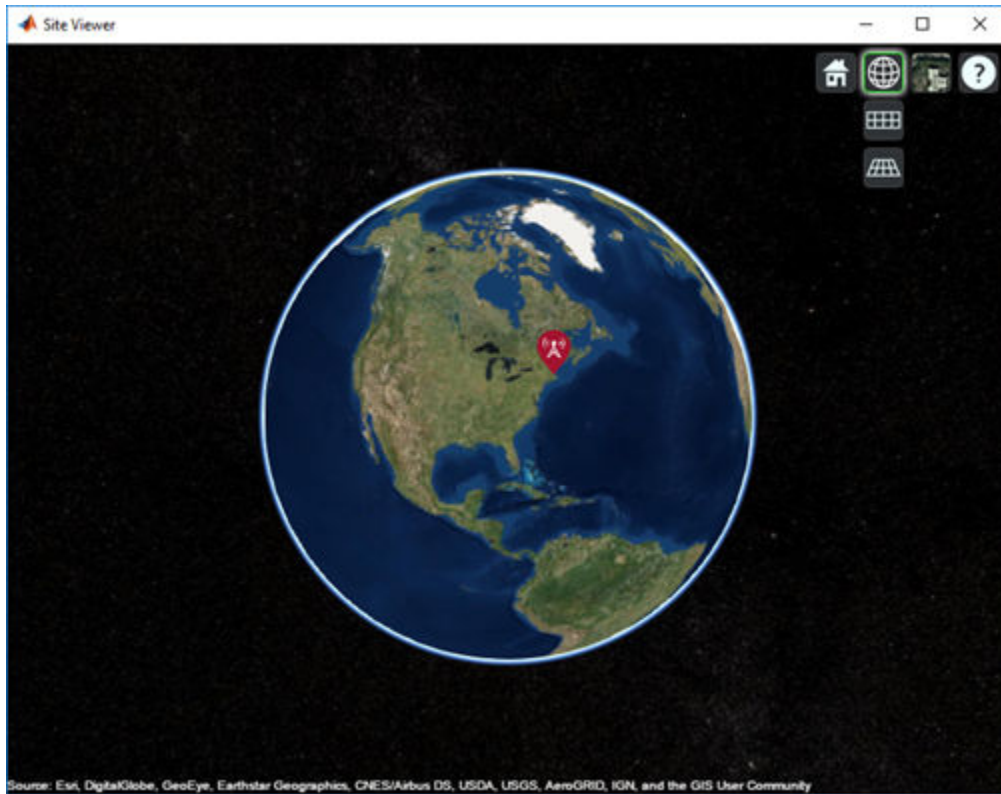 Site Viewer
?
Source: Esri, DigitalGlobe, GeoEye, Earthstar Geographics, CNES/Airbus DS, USDA, USGS, AeroGRID, IGN, and the GIS User Community